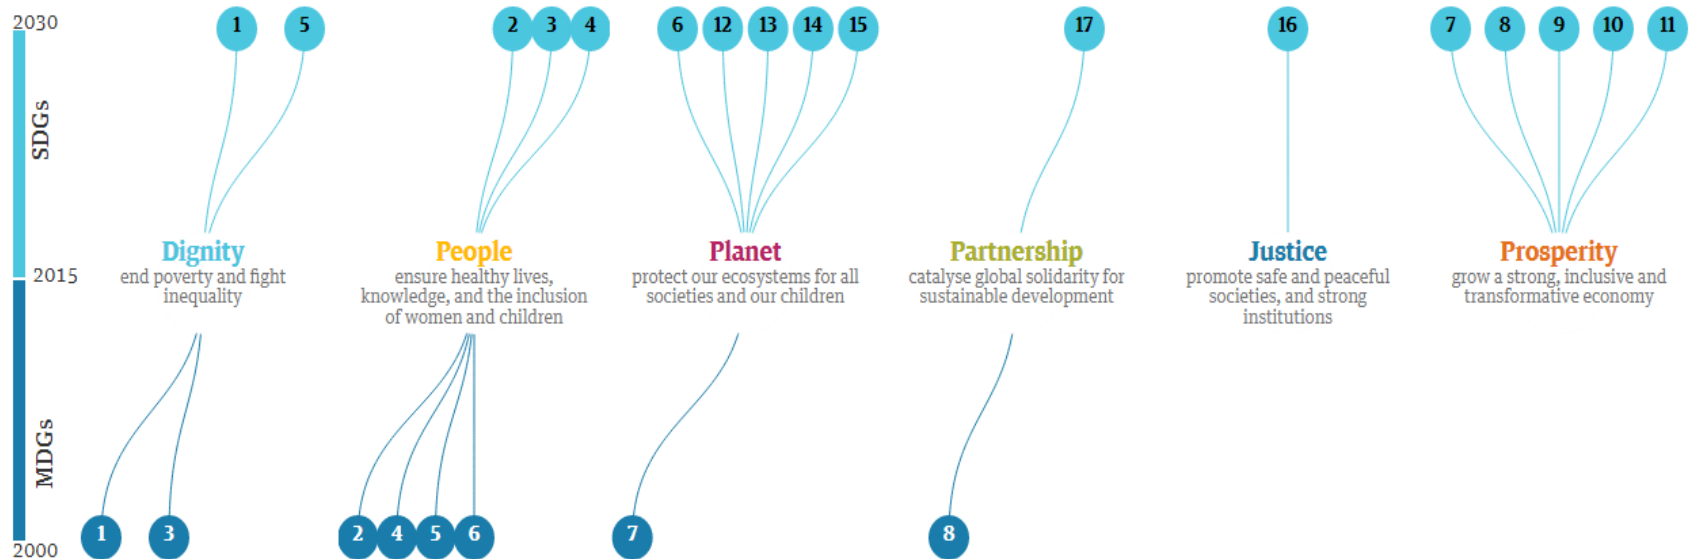 2030
1 5 2 3 4 6 12 13 14 15 17 16 7 8 9 10 11
SDGs
Dignity
end poverty and fight
inequality
People
ensure healthy lives,
knowledge, and the inclusion
of women and children
Planet
protect our ecosystems for all
societies and our children
Partnership
catalyse global solidarity for
sustainable development
Justice
promote safe and peaceful
societies, and strong
institutions
Prosperity
grow a strong, inclusive and
transformative economy
2015
MDGs
1 3 2 4 5 6 7 8
2000